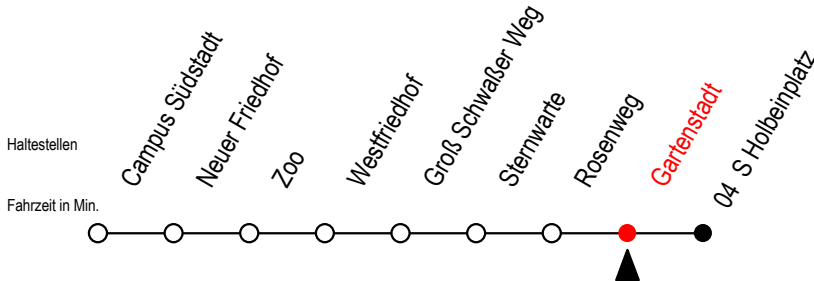 Haltestellen
Campus Südstadt
Neuer Friedhof
Zoo
Westfriedhof
Groß Schwaßer Weg
Sternwarte
Rosenweg
Gartenstadt
04 S Holbeinplatz
Fahrzeit in Min.